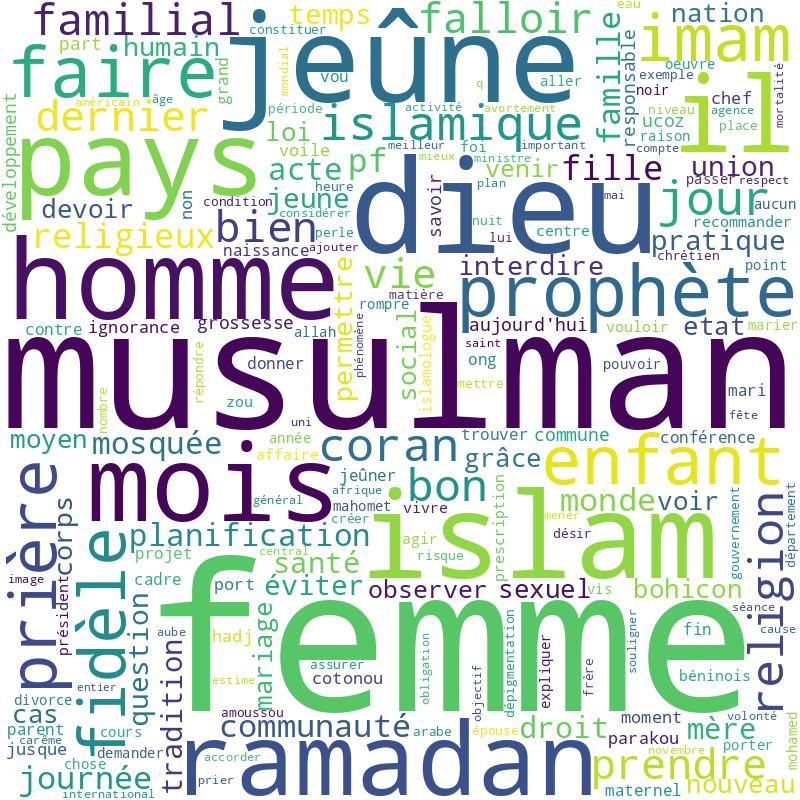 familial
temps
constituer
jeûne
falloir
eau
nation
part
humain
grand
vou
aller
q
imam
il
mondial
faire
famille
responsable
oeuvre
exemple
noir
mortalité
américain
âge
période
activité
avortement
niveau
agence
dernier
loi
islamique
ucoz
chef
compte
place
développement
voile
meilleur
foi
important
raison
pays
acte
pf
mieux
ministre
venir
fille
union
heure
plan
passer
respect
devoir
non
condition
jeune
considérer
savoir
dieu
mai
jour
aucun
religieux
bien
perle
nuit
lui
centre
recommander
naissance
ajouter
pratique
chrétien
homme
permettre
vie
interdire
prophète
point
matière
rompre
contre
ignorance
grossesse
allah
phénomène
social
aujourd'hui
vouloir
etat
marier
saint
islamologue
ong
pouvoir
répondre
donner
mettre
mari
musulman
nombre
zou
uni
fête
moyen
mosquée
année
coran
trouver
commune
conférence
affaire
grâce
enfant
mois
jeûner
bon
afrique
général
mahomet
vivre
monde
voir
prière
corps
créer
mener
département
planification
agir
prescription
désir
islam
gouvernement
religion
projet
central
risque
santé
image
cadre
port
éviter
observer
sexuel
vis
bohicon
président
fidèle
question
aube
hadj
mariage
femme
séance
fin
cause
tradition
assurer
obligation
dépigmentation
souligner
entier
estime
cotonou
objectif
expliquer
frère
béninois
divorce
cas
amoussou
communauté
droit
moment
volonté
parent
cours
arabe
épouse
mère
jusque
carême
demander
ramadan
parakou
porter
mohamed
chose
accorder
prendre
novembre
journée
prier
nouveau
international
maternel